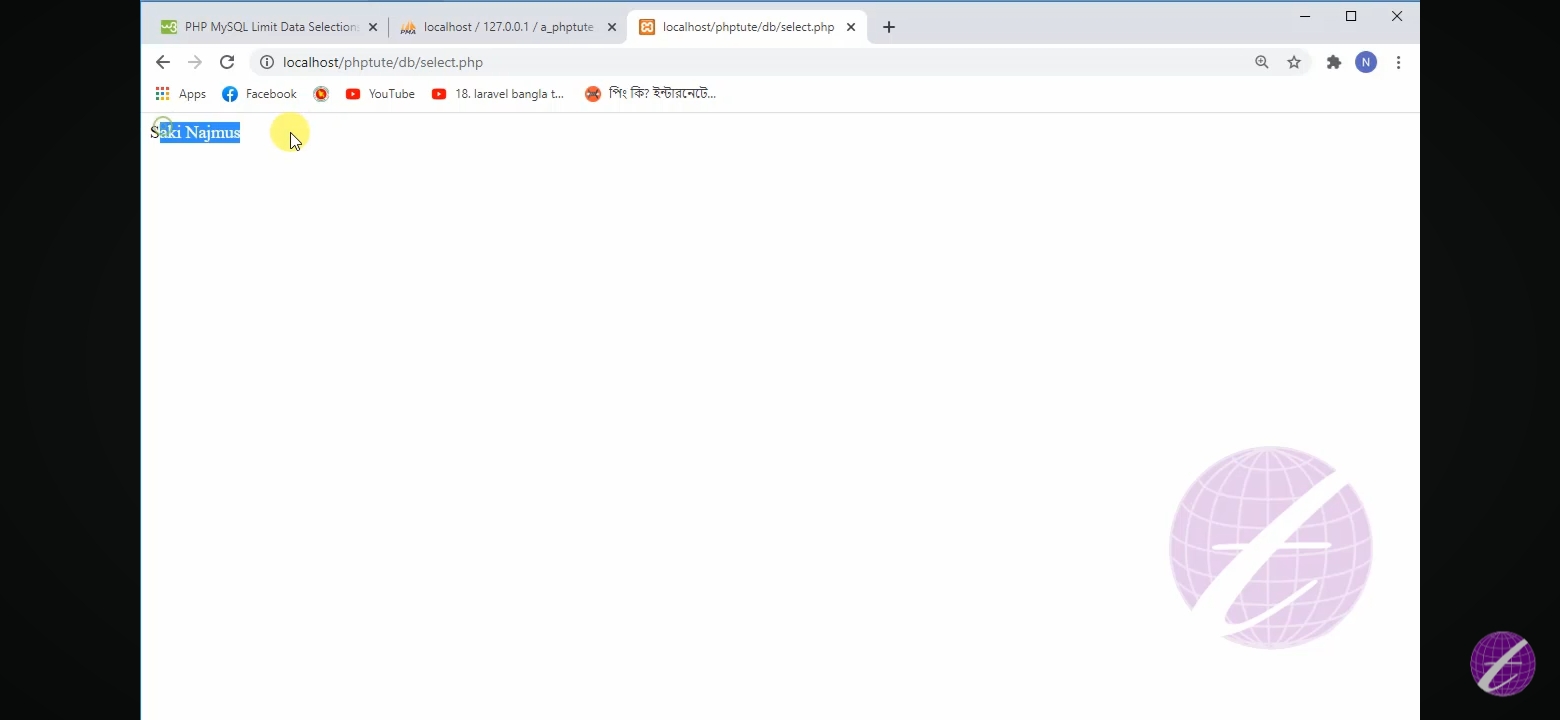 PHP MySQL Limit Data Selection
localhost / 127.0.0.1 / a_phptute
localhost/phptute/db/select.php
localhost/phptute/db/select.php
N
Apps
Facebook
YouTube
18. laravel bangla t...
পিং কি? ইন্টারনেটে...
Saki Najmus